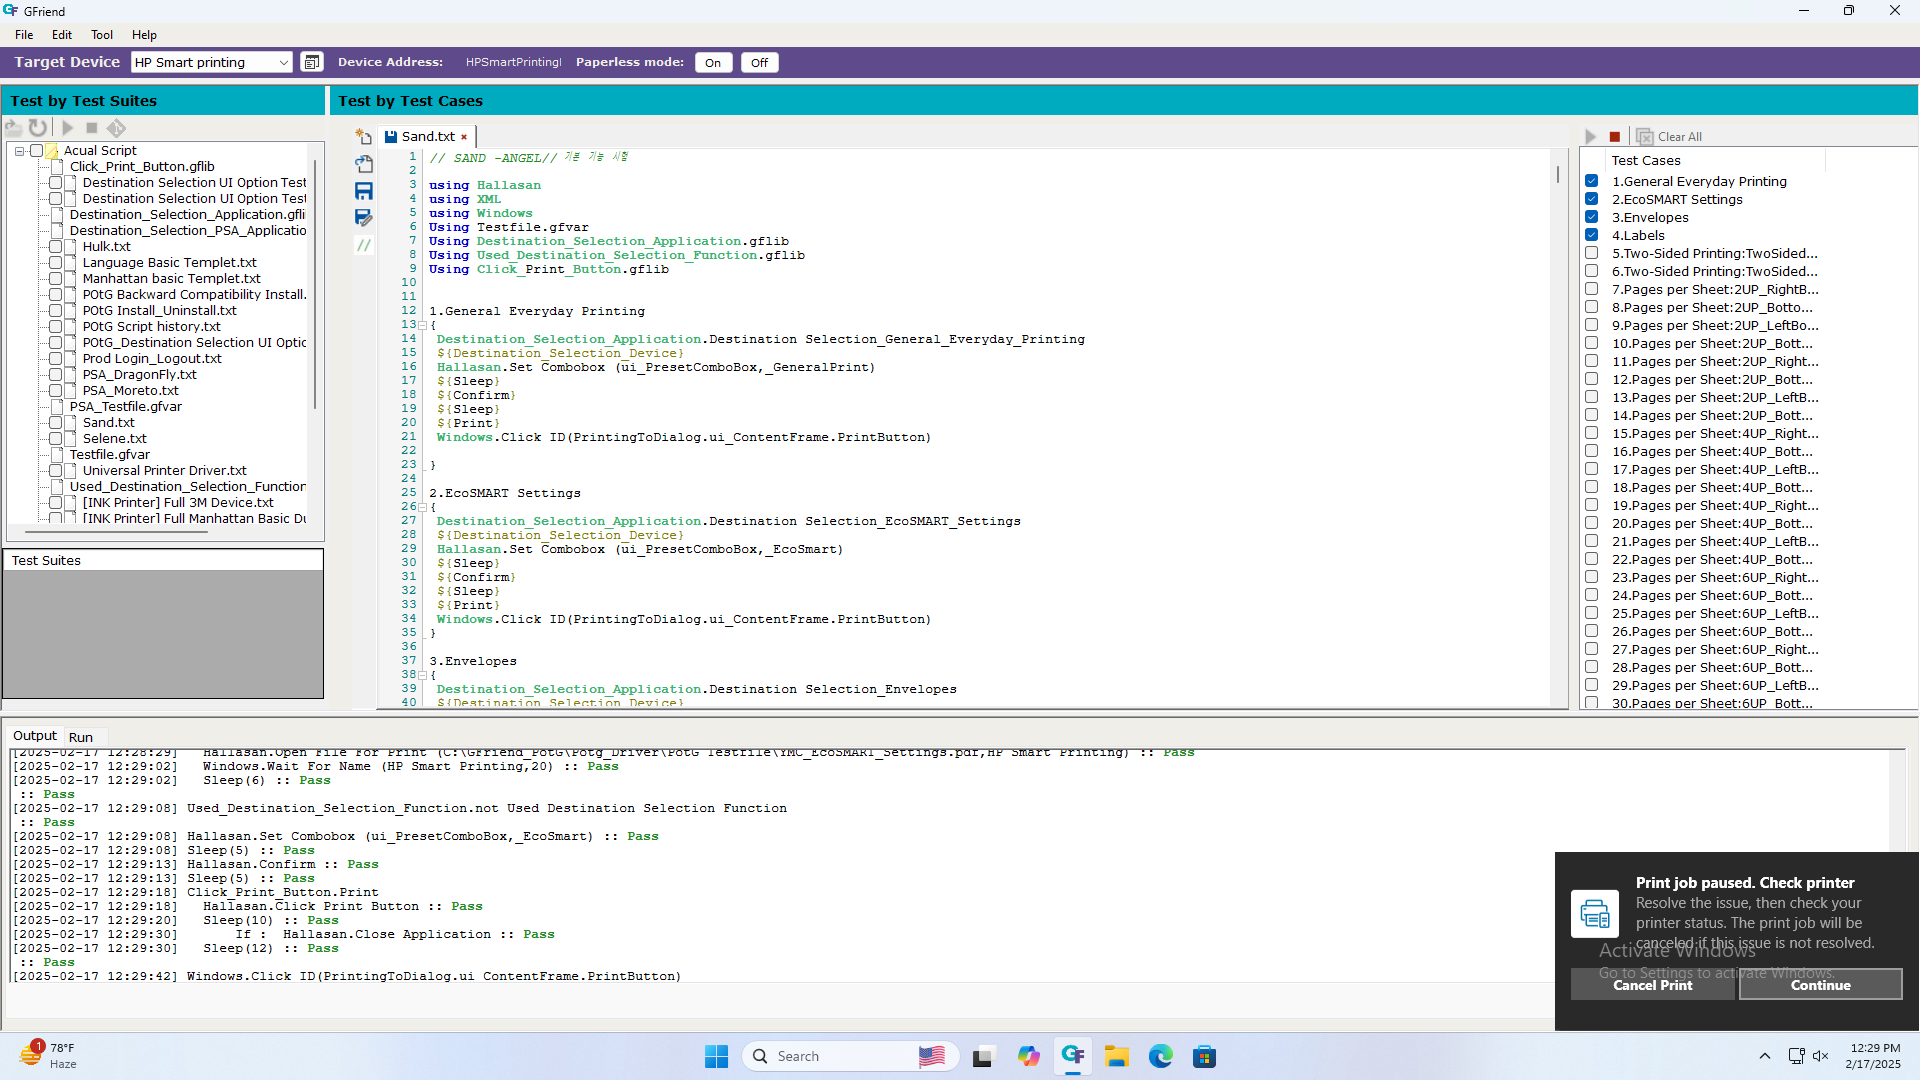 GFriend
File Edit Tool Help
Target Device HP Smart printing Device Address: HPSmartPrintingl Paperless mode: On Off
Test by Test Suites
Acual Script
Click_Print_Button.gflib
Destination Selection UI Option Test
Destination Selection UI Option Test
Destination_Selection_Application.gfli
Destination_Selection_PSA_Applicatio
Hulk.txt
Language Basic Templet.txt
Manhattan basic Templet.txt
POtG Backward Compatibility Install.
POtG Install_Uninstall.txt
POtG Script history.txt
POtG_Destination Selection UI Optic
Prod Login_Logout.txt
PSA_DragonFly.txt
PSA_Moreto.txt
PSA_Testfile.gfvar
Sand.txt
Selene.txt
Testfile.gfvar
Universal Printer Driver.txt
Used_Destination_Selection_Function
[INK Printer] Full 3M Device.txt
[INK Printer] Full Manhattan Basic Du
Test Suites
Test by Test Cases
Sand.txt
1 // SAND -ANGEL// 기본 기능 시험
2
3 using Hallasan
4 using XML
5 using Windows
6 Using Testfile.gfvar
7 Using Destination_Selection_Application.gflib
8 Using Used_Destination_Selection_Function.gflib
9 Using Click_Print_Button.gflib
10
11
12 1.General Everyday Printing
13 {
14 Destination_Selection_Application.Destination Selection_General_Everyday_Printing
15 ${Destination_Selection_Device}
16 Hallasan.Set Combobox (ui_PresetComboBox,_GeneralPrint)
17 ${Sleep}
18 ${Confirm}
19 ${Sleep}
20 ${Print}
21 Windows.Click ID(PrintingToDialog.ui_ContentFrame.PrintButton)
22
23 }
24
25 2.EcoSMART Settings
26 {
27 Destination_Selection_Application.Destination Selection_EcoSMART_Settings
28 ${Destination_Selection_Device}
29 Hallasan.Set Combobox (ui_PresetComboBox,_EcoSmart)
30 ${Sleep}
31 ${Confirm}
32 ${Sleep}
33 ${Print}
34 Windows.Click ID(PrintingToDialog.ui_ContentFrame.PrintButton)
35 }
36
37 3.Envelopes
38 {
39 Destination_Selection_Application.Destination Selection_Envelopes
40 ${Destination_Selection_Device}
Clear All
Test Cases
1.General Everyday Printing
2.EcoSMART Settings
3.Envelopes
4.Labels
5.Two-Sided Printing:TwoSided...
6.Two-Sided Printing:TwoSided...
7.Pages per Sheet:2UP_RightB...
8.Pages per Sheet:2UP_Botto...
9.Pages per Sheet:2UP_LeftBo...
10.Pages per Sheet:2UP_Bott...
11.Pages per Sheet:2UP_Right...
12.Pages per Sheet:2UP_Bott...
13.Pages per Sheet:2UP_LeftB...
14.Pages per Sheet:2UP_Bott...
15.Pages per Sheet:4UP_Right...
16.Pages per Sheet:4UP_Bott...
17.Pages per Sheet:4UP_LeftB...
18.Pages per Sheet:4UP_Bott...
19.Pages per Sheet:4UP_Right...
20.Pages per Sheet:4UP_Bott...
21.Pages per Sheet:4UP_LeftB...
22.Pages per Sheet:4UP_Bott...
23.Pages per Sheet:6UP_Right...
24.Pages per Sheet:6UP_Bott...
25.Pages per Sheet:6UP_LeftB...
26.Pages per Sheet:6UP_Bott...
27.Pages per Sheet:6UP_Right...
28.Pages per Sheet:6UP_Bott...
29.Pages per Sheet:6UP_LeftB...
30.Pages per Sheet:6UP_Bott...
Output Run
[2025-02-17 12:28:29] Hallasan.Open File For Print (C:\GFriend_PotG\Potg_Driver\PotG Testfile\YMC_EcoSMART_Settings.pdf,HP Smart Printing) :: Pass
[2025-02-17 12:29:02] Windows.Wait For Name (HP Smart Printing,20) :: Pass
[2025-02-17 12:29:02] Sleep(6) :: Pass
:: Pass
[2025-02-17 12:29:08] Used_Destination_Selection_Function.not Used Destination Selection Function
:: Pass
[2025-02-17 12:29:08] Hallasan.Set Combobox (ui_PresetComboBox,_EcoSmart) :: Pass
[2025-02-17 12:29:08] Sleep(5) :: Pass
[2025-02-17 12:29:13] Hallasan.Confirm :: Pass
[2025-02-17 12:29:13] Sleep(5) :: Pass
[2025-02-17 12:29:18] Click_Print_Button.Print
[2025-02-17 12:29:18] Hallasan.Click Print Button :: Pass
[2025-02-17 12:29:20] Sleep(10) :: Pass
[2025-02-17 12:29:30] If : Hallasan.Close Application :: Pass
[2025-02-17 12:29:30] Sleep(12) :: Pass
:: Pass
[2025-02-17 12:29:42] Windows.Click ID(PrintingToDialog.ui_ContentFrame.PrintButton)
Print job paused. Check printer
Resolve the issue, then check your
printer status. The print job will be
canceled if this issue is not resolved.
Activate Windows
Go to Settings to activate Windows.
Cancel Print Continue
1
78°F
Haze
Search
12:29 PM
2/17/2025